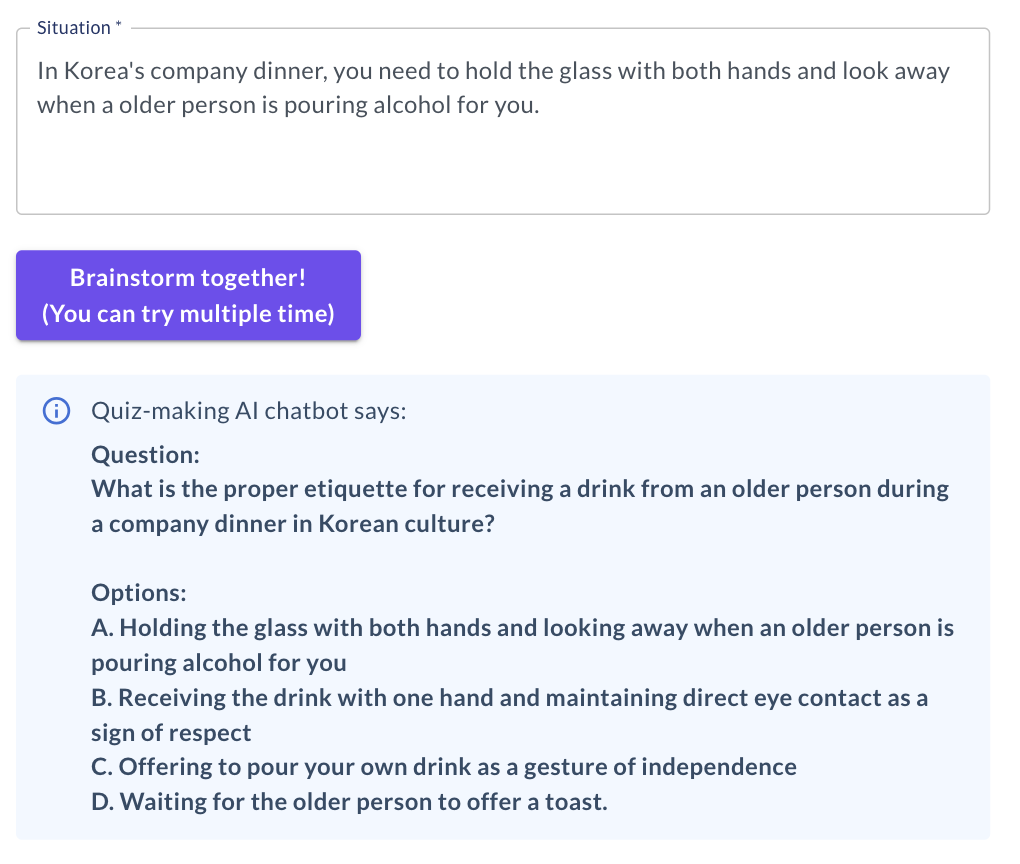 Situation *
In Korea's company dinner, you need to hold the glass with both hands and look away
when a older person is pouring alcohol for you.
Brainstorm together!
(You can try multiple time)
Quiz-making AI chatbot says:
Question:
What is the proper etiquette for receiving a drink from an older person during
a company dinner in Korean culture?
Options:
A. Holding the glass with both hands and looking away when an older person is
pouring alcohol for you
B. Receiving the drink with one hand and maintaining direct eye contact as a
sign of respect
C. Offering to pour your own drink as a gesture of independence
D. Waiting for the older person to offer a toast.